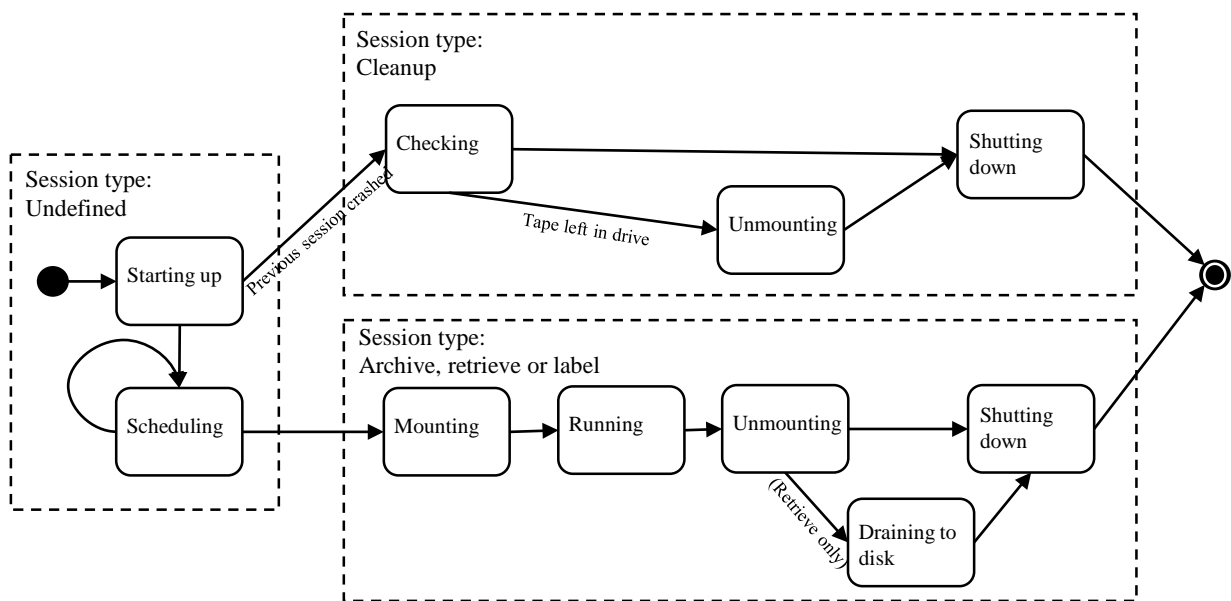 Session type:
Cleanup
Checking
Shutting
down
Unmounting
Tape left in drive
Previous session crashed
Session type:
Undefined
Starting up
Scheduling
Session type:
Archive, retrieve or label
Mounting
Running
Unmounting
Shutting
down
(Retrieve only)
Draining to
disk